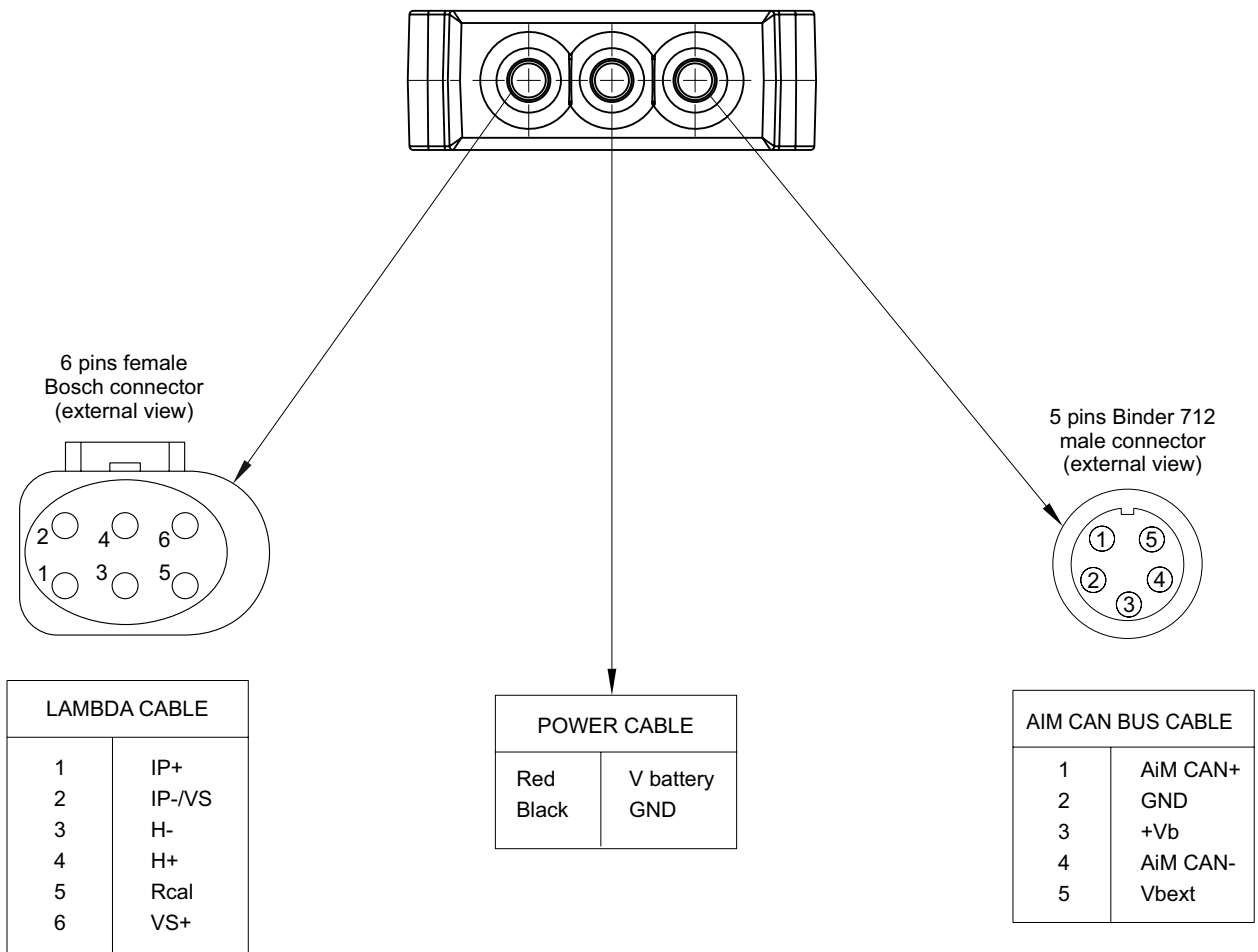 6 pins female
Bosch connector
(external view)
2 4 6
1 3 5
5 pins Binder 712
male connector
(external view)
1 5
2 4
3
LAMBDA CABLE
1 IP+
2 IP-/VS
3 H-
4 H+
5 Rcal
6 VS+
POWER CABLE
Red V battery
Black GND
AIM CAN BUS CABLE
1 AiM CAN+
2 GND
3 +Vb
4 AiM CAN-
5 Vbext